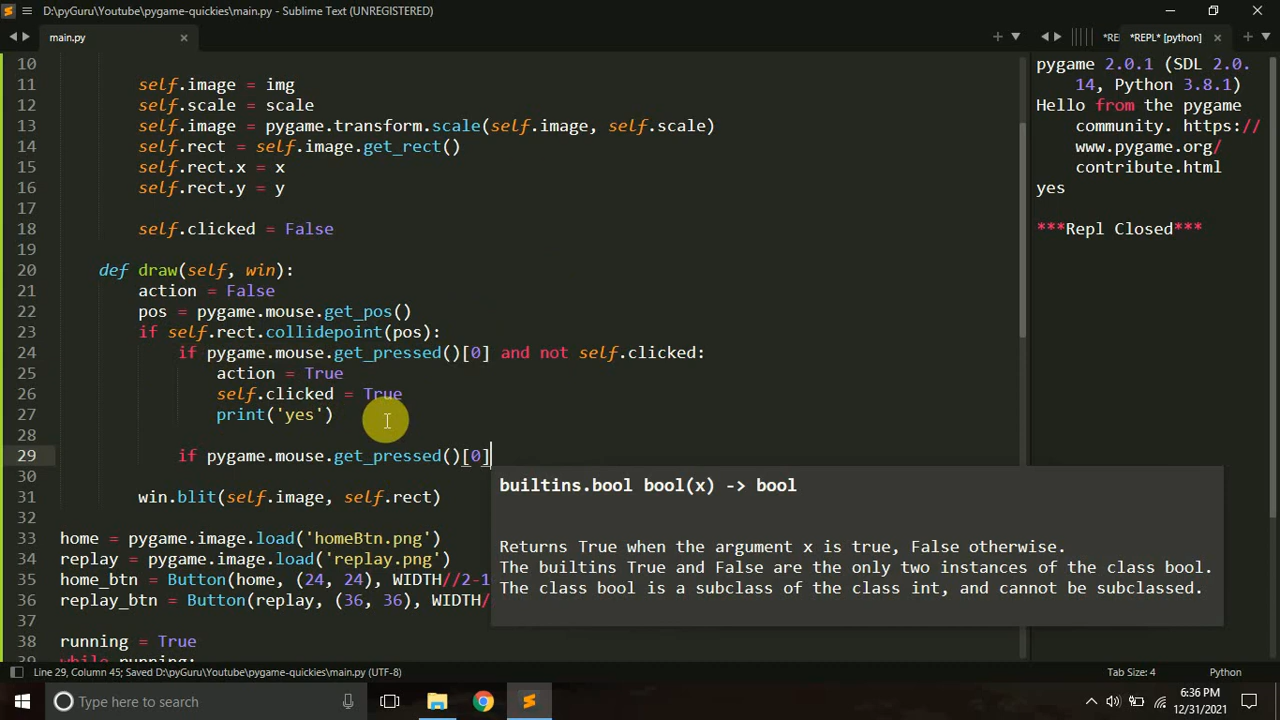 D:\pyGuru\Youtube\pygame-quickies\main.py - Sublime Text (UNREGISTERED)
main.py
*RE
*REPL* [python]
10
11 self.image = img
12 self.scale = scale
13 self.image = pygame.transform.scale(self.image, self.scale)
14 self.rect = self.image.get_rect()
15 self.rect.x = x
16 self.rect.y = y
17
18 self.clicked = False
19
20 def draw(self, win):
21 action = False
22 pos = pygame.mouse.get_pos()
23 if self.rect.collidepoint(pos):
24 if pygame.mouse.get_pressed()[0] and not self.clicked:
25 action = True
26 self.clicked = True
27 print('yes')
28
29 if pygame.mouse.get_pressed()[0]
30
31 win.blit(self.image, self.rect)
32
33 home = pygame.image.load('homeBtn.png')
34 replay = pygame.image.load('replay.png')
35 home_btn = Button(home, (24, 24), WIDTH//2-1
36 replay_btn = Button(replay, (36, 36), WIDTH/
37
38 running = True
39 while running:
builtins.bool bool(x) -> bool
Returns True when the argument x is true, False otherwise.
The builtins True and False are the only two instances of the class bool.
The class bool is a subclass of the class int, and cannot be subclassed.
pygame 2.0.1 (SDL 2.0.
14, Python 3.8.1)
Hello from the pygame
community. https://
www.pygame.org/
contribute.html
yes
***Repl Closed***
Line 29, Column 45; Saved D:\pyGuru\Youtube\pygame-quickies\main.py (UTF-8)
Tab Size: 4
Python
Type here to search
6:36 PM
12/31/2021